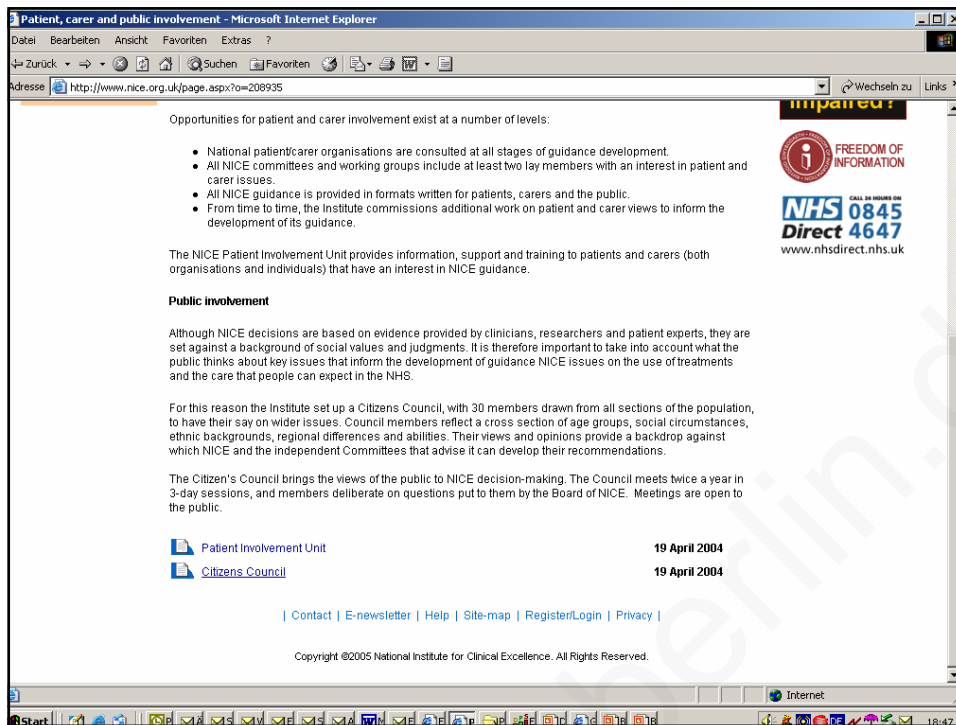 Patient, carer and public involvement - Microsoft Internet Explorer
Datei Bearbeiten Ansicht Favoriten Extras ?
Zurück Suchen Favoriten
Adresse http://www.nice.org.uk/page.aspx?o=208935 Wechseln zu Links
impaired?
Opportunities for patient and carer involvement exist at a number of levels:
National patient/carer organisations are consulted at all stages of guidance development.
All NICE committees and working groups include at least two lay members with an interest in patient and
carer issues.
All NICE guidance is provided in formats written for patients, carers and the public.
From time to time, the Institute commissions additional work on patient and carer views to inform the
development of its guidance.
FREEDOM OF
INFORMATION
NHS CALL 24 HOURS ON 0845
Direct 4647
www.nhsdirect.nhs.uk
The NICE Patient Involvement Unit provides information, support and training to patients and carers (both
organisations and individuals) that have an interest in NICE guidance.
Public involvement
Although NICE decisions are based on evidence provided by clinicians, researchers and patient experts, they are
set against a background of social values and judgments. It is therefore important to take into account what the
public thinks about key issues that inform the development of guidance NICE issues on the use of treatments
and the care that people can expect in the NHS.
For this reason the Institute set up a Citizens Council, with 30 members drawn from all sections of the population,
to have their say on wider issues. Council members reflect a cross section of age groups, social circumstances,
ethnic backgrounds, regional differences and abilities. Their views and opinions provide a backdrop against
which NICE and the independent Committees that advise it can develop their recommendations.
The Citizen's Council brings the views of the public to NICE decision-making. The Council meets twice a year in
3-day sessions, and members deliberate on questions put to them by the Board of NICE. Meetings are open to
the public.
Patient Involvement Unit 19 April 2004
Citizens Council 19 April 2004
| Contact | E-newsletter | Help | Site-map | Register/Login | Privacy |
Copyright ©2005 National Institute for Clinical Excellence. All Rights Reserved.
Internet
Start DE 18:47